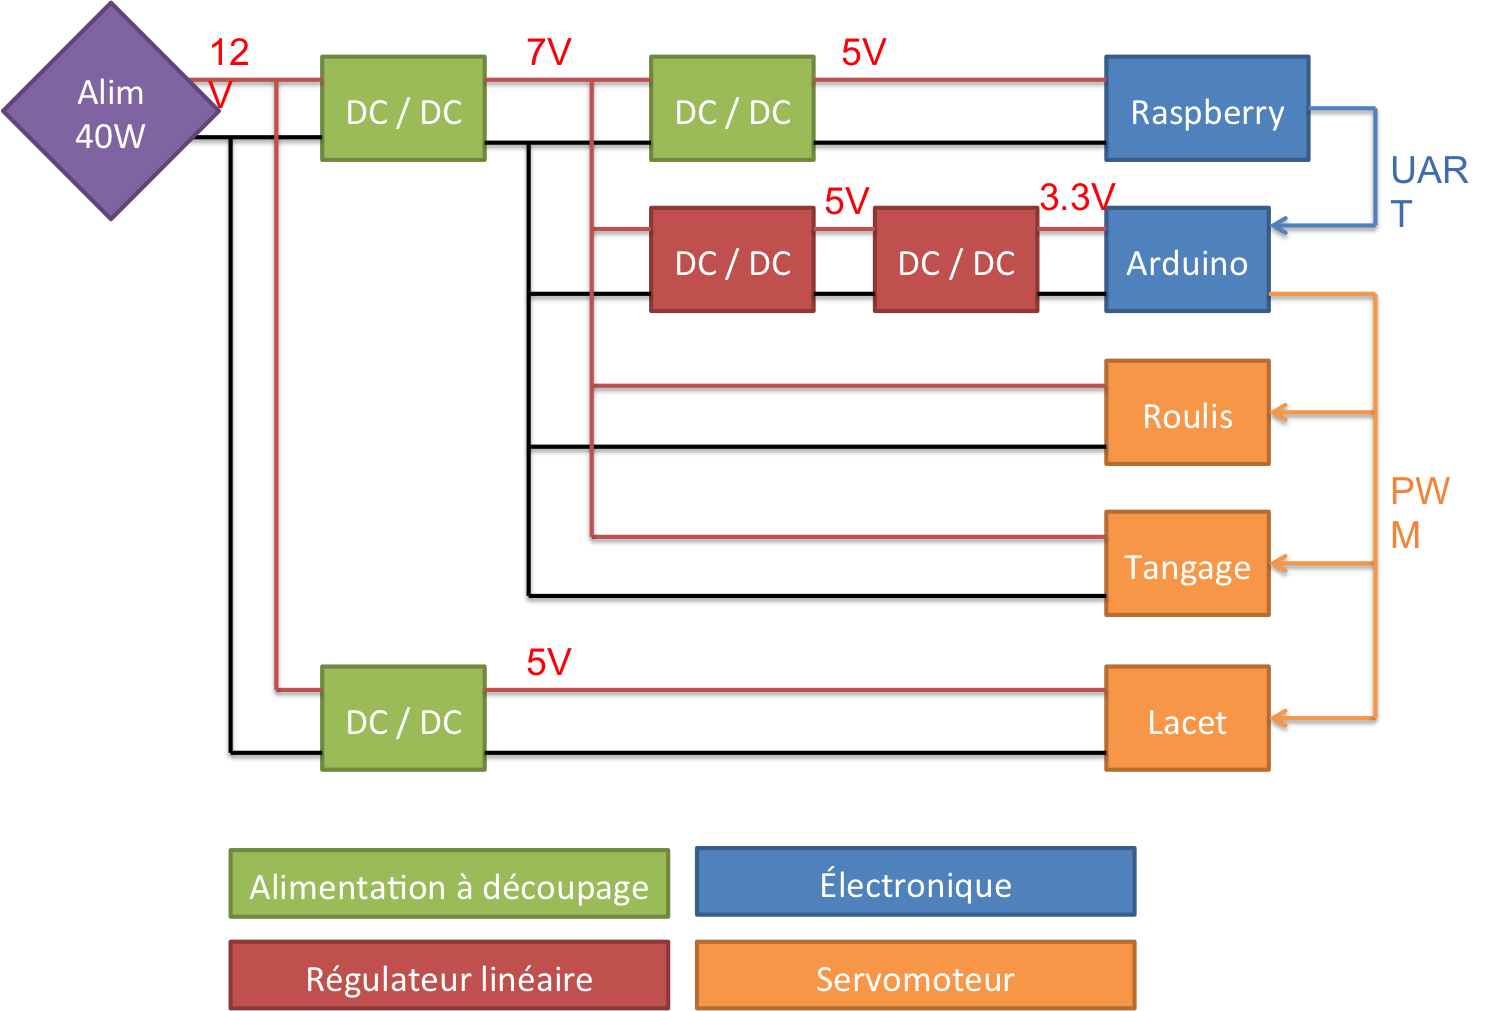 Alim
40W
12
V
DC / DC
7V
DC / DC
5V
Raspberry
UAR
T
DC / DC
5V
DC / DC
3.3V
Arduino
Roulis
PW
M
Tangage
DC / DC
5V
Lacet
Alimentation à découpage
Électronique
Régulateur linéaire
Servomoteur